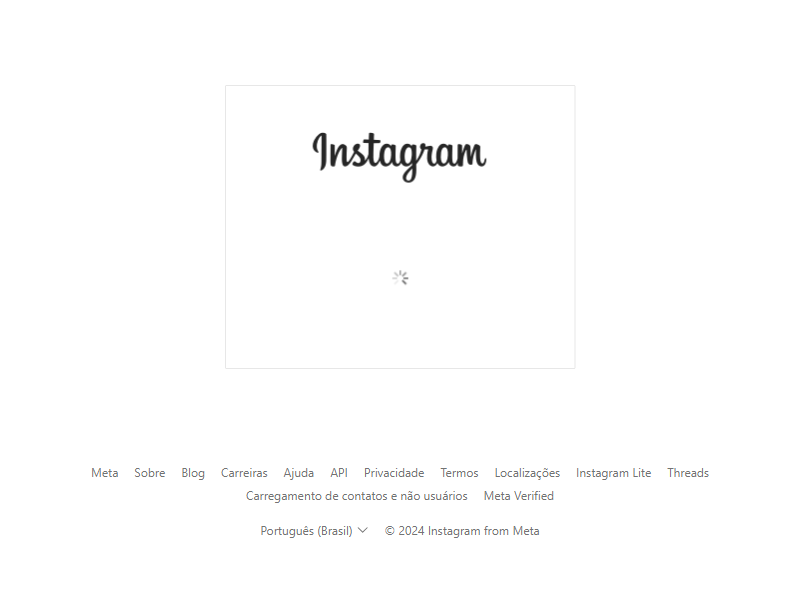 Instagram
Meta Sobre Blog Carreiras Ajuda API Privacidade Termos Localizações Instagram Lite Threads
Carregamento de contatos e não usuários Meta Verified
Português (Brasil) © 2024 Instagram from Meta